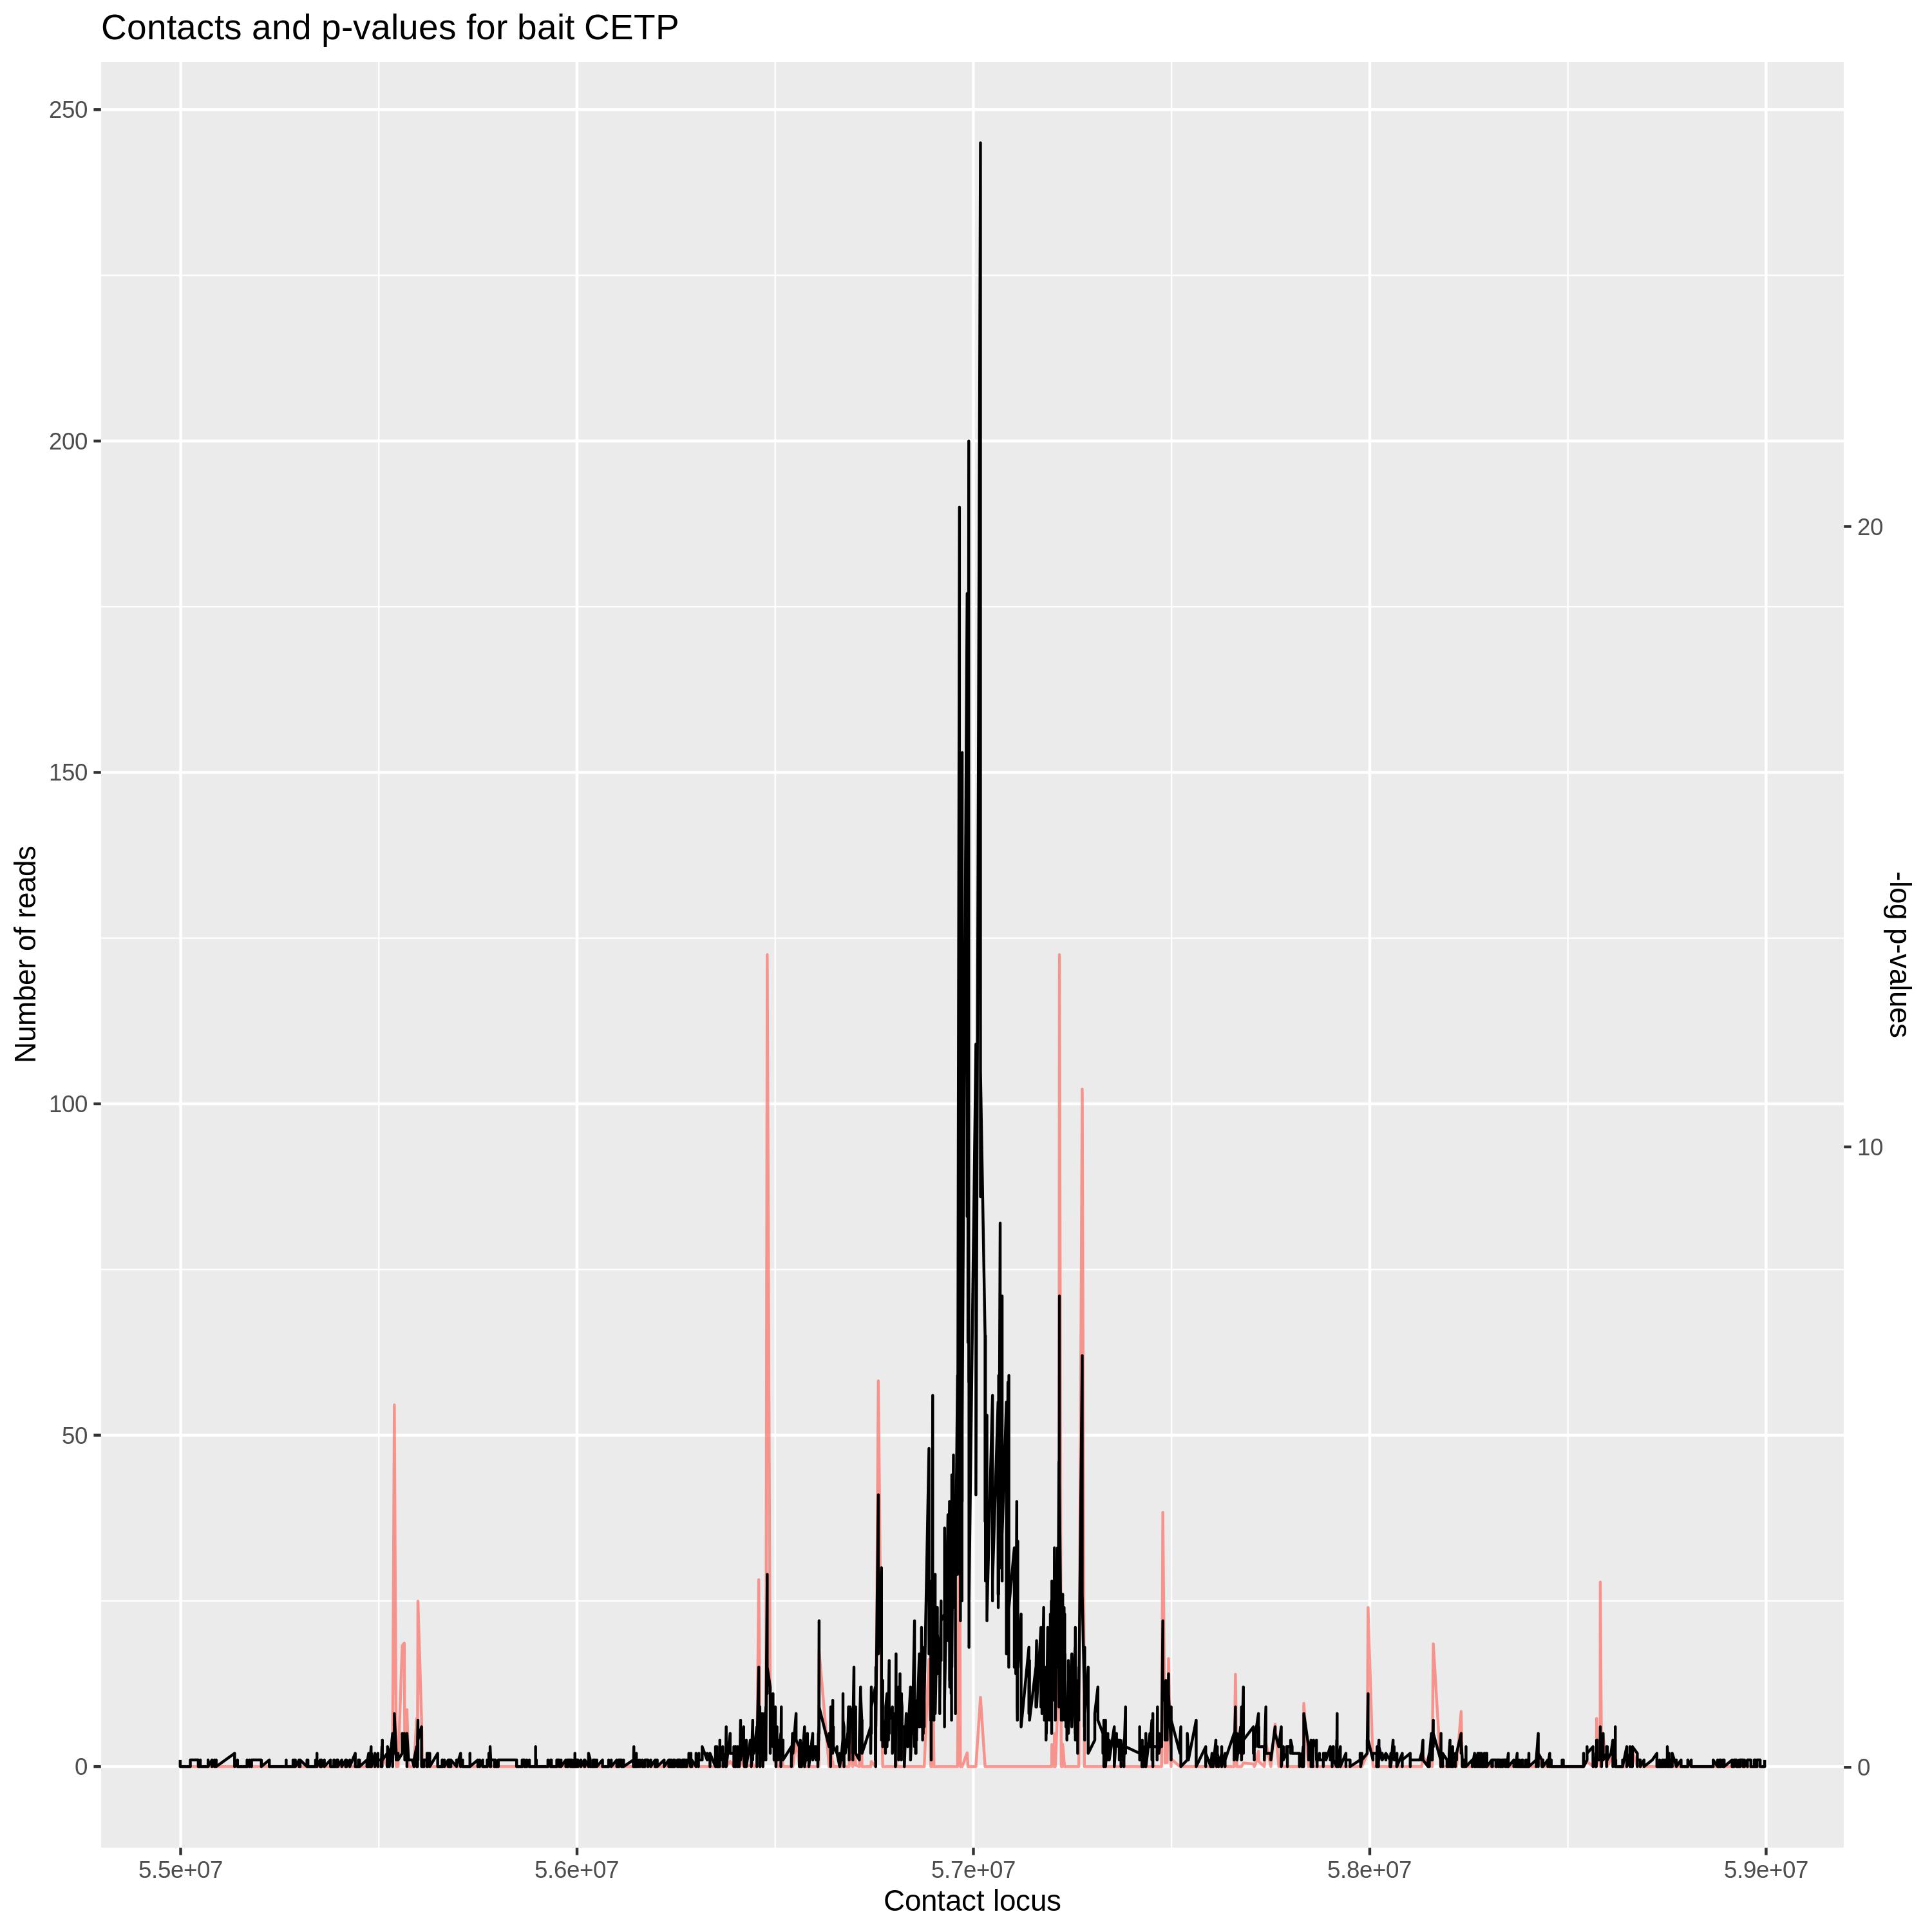 Contacts and p-values for bait CETP
250
200
150
100
50
0
Number of reads
20
10
0
-log p-values
5.5e+07 5.6e+07 5.7e+07 5.8e+07 5.9e+07
Contact locus